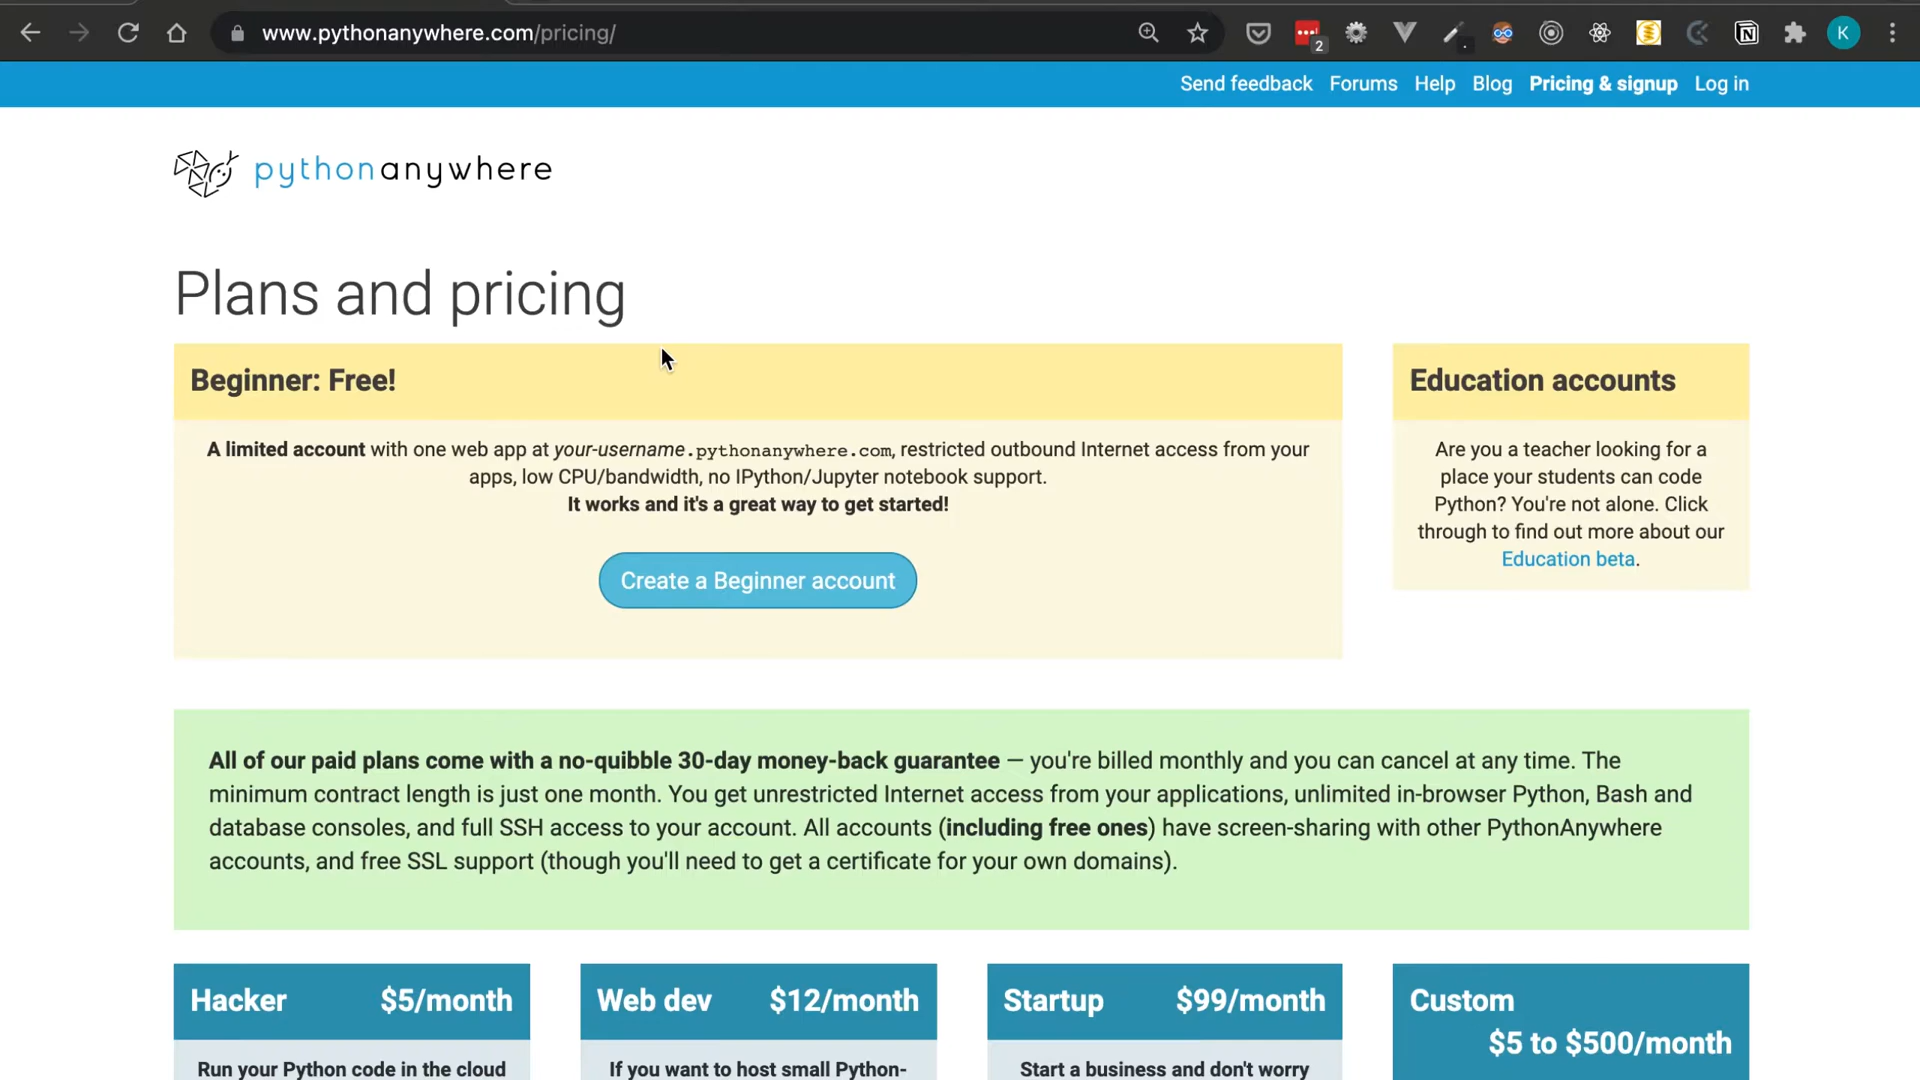 www.pythonanywhere.com/pricing/
2
K
Send feedback Forums Help Blog Pricing & signup Log in
pythonanywhere
Plans and pricing
Beginner: Free!
A limited account with one web app at your-username.pythonanywhere.com, restricted outbound Internet access from your
apps, low CPU/bandwidth, no IPython/Jupyter notebook support.
It works and it's a great way to get started!
Create a Beginner account
Education accounts
Are you a teacher looking for a
place your students can code
Python? You're not alone. Click
through to find out more about our
Education beta.
All of our paid plans come with a no-quibble 30-day money-back guarantee — you're billed monthly and you can cancel at any time. The
minimum contract length is just one month. You get unrestricted Internet access from your applications, unlimited in-browser Python, Bash and
database consoles, and full SSH access to your account. All accounts (including free ones) have screen-sharing with other PythonAnywhere
accounts, and free SSL support (though you'll need to get a certificate for your own domains).
Hacker $5/month
Run your Python code in the cloud
Web dev $12/month
If you want to host small Python-
Startup $99/month
Start a business and don't worry
Custom
$5 to $500/month